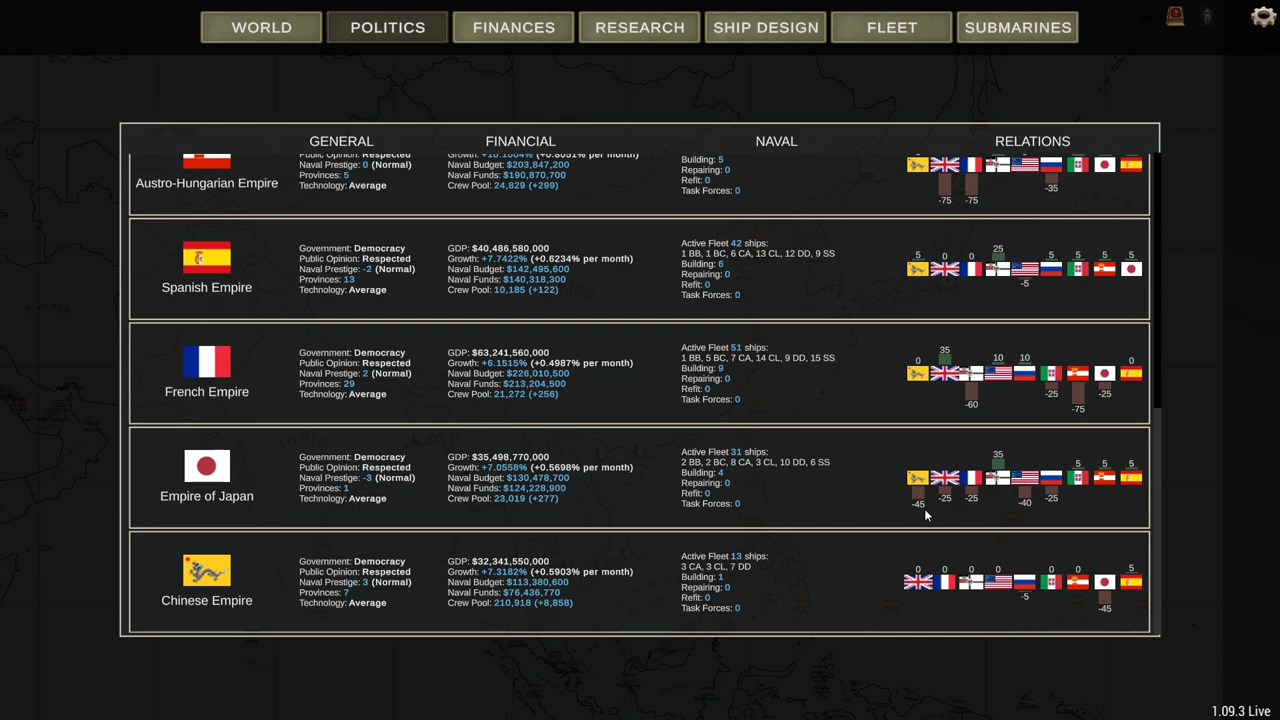 WORLD
POLITICS
FINANCES
RESEARCH
SHIP DESIGN
FLEET
SUBMARINES
GENERAL
FINANCIAL
NAVAL
RELATIONS
Austro-Hungarian Empire
Public Opinion: Respected
Naval Prestige: 0 (Normal)
Provinces: 5
Technology: Average
Naval Budget: $203,847,200
Naval Funds: $190,870,700
Crew Pool: 24,829 (+299)
Building: 5
Repairing: 0
Refit: 0
Task Forces: 0
-75 -75 -35
Spanish Empire
Government: Democracy
Public Opinion: Respected
Naval Prestige: -2 (Normal)
Provinces: 13
Technology: Average
GDP: $40,486,580,000
Growth: +7.7422% (+0.6234% per month)
Naval Budget: $142,495,600
Naval Funds: $140,318,300
Crew Pool: 10,185 (+122)
Active Fleet 42 ships:
1 BB, 1 BC, 6 CA, 13 CL, 12 DD, 9 SS
Building: 6
Repairing: 0
Refit: 0
Task Forces: 0
5 0 0 25 -5 5 5 5 5
French Empire
Government: Democracy
Public Opinion: Respected
Naval Prestige: 2 (Normal)
Provinces: 29
Technology: Average
GDP: $63,241,560,000
Growth: +6.1515% (+0.4987% per month)
Naval Budget: $226,010,500
Naval Funds: $213,204,500
Crew Pool: 21,272 (+256)
Active Fleet 51 ships:
1 BB, 5 BC, 7 CA, 14 CL, 9 DD, 15 SS
Building: 9
Repairing: 0
Refit: 0
Task Forces: 0
0 35 -60 10 10 -25 -75 -25 0
Empire of Japan
Government: Democracy
Public Opinion: Respected
Naval Prestige: -3 (Normal)
Provinces: 1
Technology: Average
GDP: $35,498,770,000
Growth: +7.0558% (+0.5698% per month)
Naval Budget: $130,478,700
Naval Funds: $124,228,900
Crew Pool: 23,019 (+277)
Active Fleet 31 ships:
2 BB, 2 BC, 8 CA, 3 CL, 10 DD, 6 SS
Building: 4
Repairing: 0
Refit: 0
Task Forces: 0
-45 -25 -25 35 -40 -25 5 5 5
Chinese Empire
Government: Democracy
Public Opinion: Respected
Naval Prestige: 3 (Normal)
Provinces: 7
Technology: Average
GDP: $32,341,550,000
Growth: +7.3182% (+0.5903% per month)
Naval Budget: $113,380,600
Naval Funds: $76,436,770
Crew Pool: 210,918 (+8,858)
Active Fleet 13 ships:
3 CA, 3 CL, 7 DD
Building: 1
Repairing: 0
Refit: 0
Task Forces: 0
0 0 0 0 -5 0 0 -45 5
1.09.3 Live